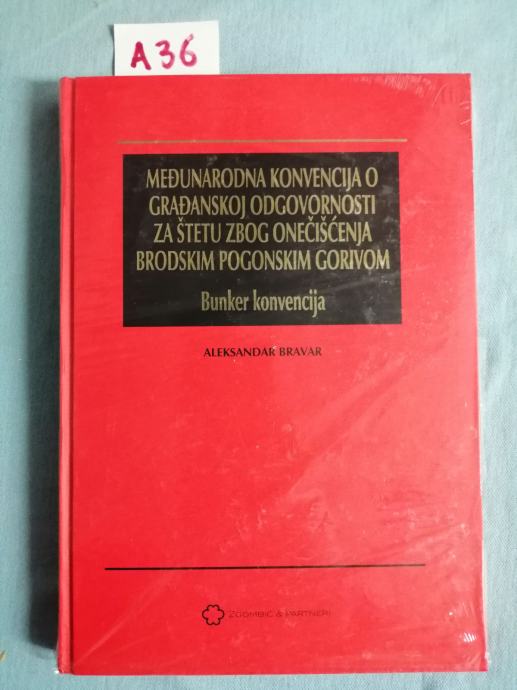 A36
MEĐUNARODNA KONVENCIJA O
GRAĐANSKOJ ODGOVORNOSTI
ZA ŠTETU ZBOG ONEČIŠĆENJA
BRODSKIM POGONSKIM GORIVOM
Bunker konvencija
ALEKSANDAR BRAVAR
ZGOMBIĆ & PARTNERI